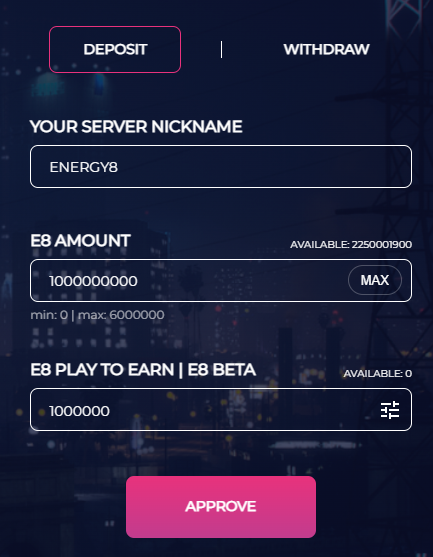 DEPOSIT | WITHDRAW
YOUR SERVER NICKNAME
ENERGY8
E8 AMOUNT AVAILABLE: 2250001900
1000000000 MAX
min: 0 | max: 6000000
E8 PLAY TO EARN | E8 BETA AVAILABLE: 0
1000000
APPROVE